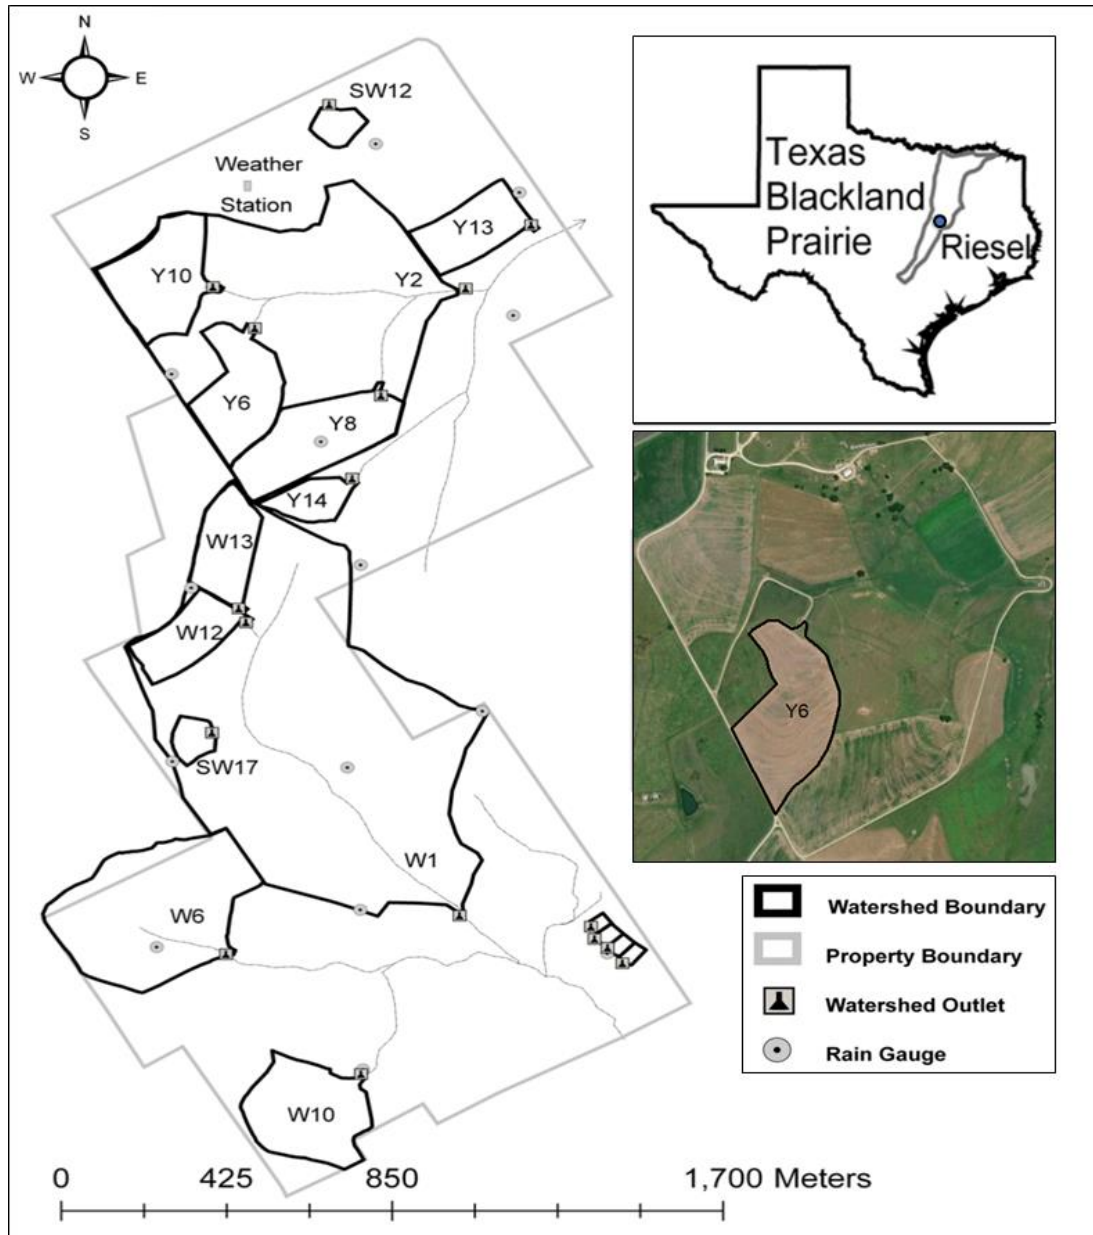 N
W E
S
SW12
Weather
Station
Y13
Y10
Y2
Y6
Y8
Y14
W13
W12
SW17
W1
W6
W10
0 425 850 1,700 Meters
Texas
Blackland
Prairie
Riesel
Y6
Watershed Boundary
Property Boundary
Watershed Outlet
Rain Gauge